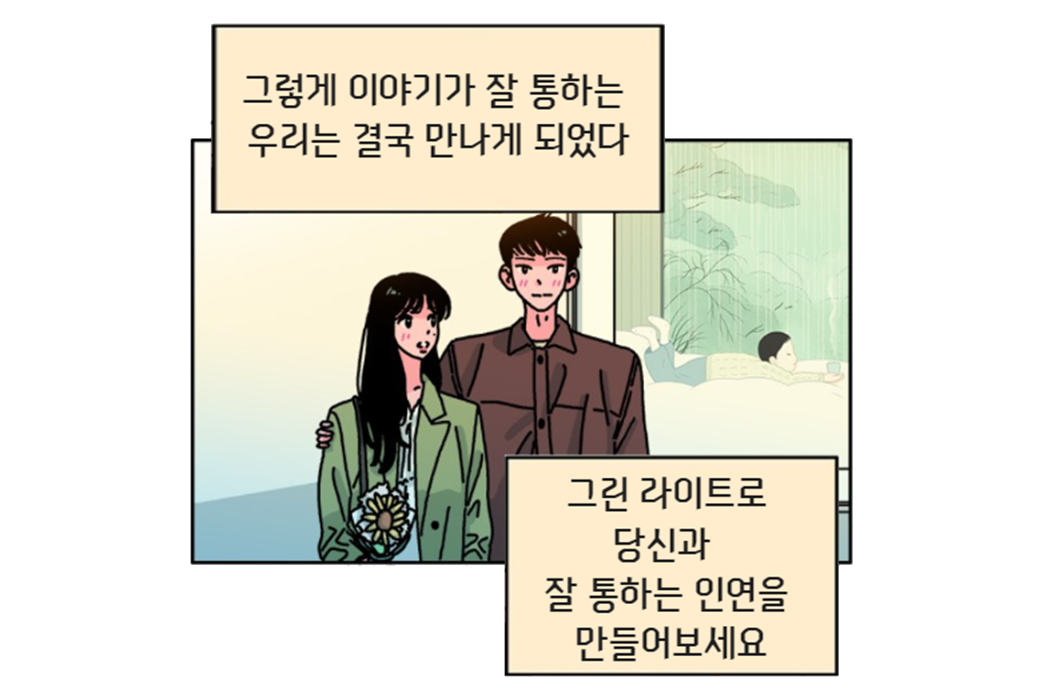 그렇게 이야기가 잘 통하는
우리는 결국 만나게 되었다
그린 라이트로
당신과
잘 통하는 인연을
만들어보세요